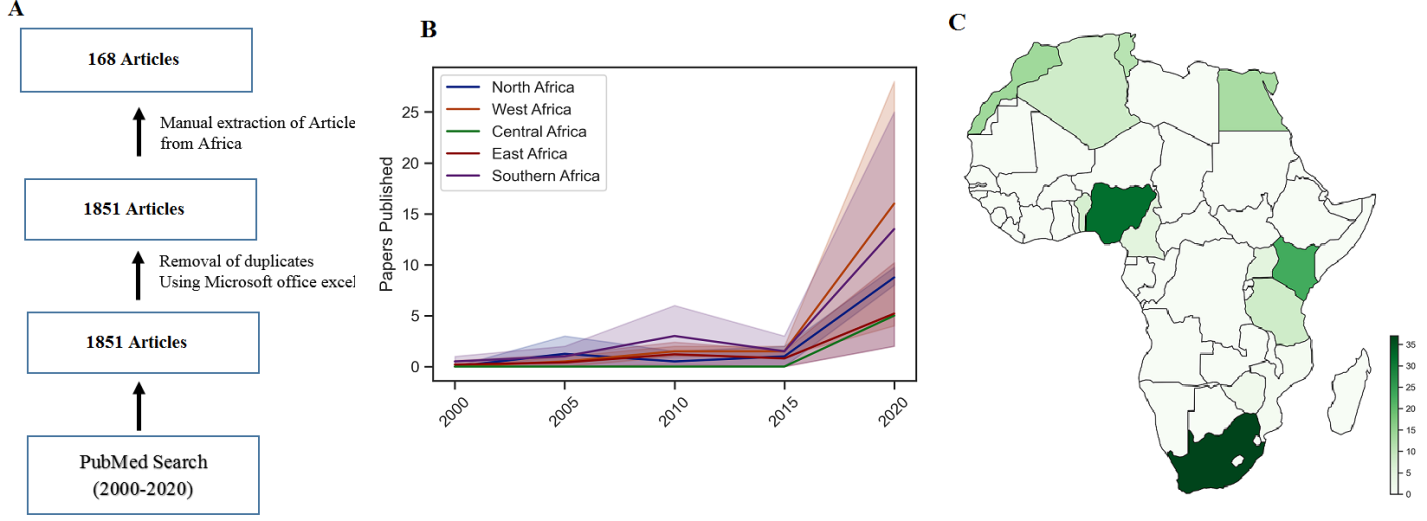 A
168 Articles
Manual extraction of Article
from Africa
1851 Articles
Removal of duplicates
Using Microsoft office excel
1851 Articles
PubMed Search
(2000-2020)
B
North Africa
West Africa
Central Africa
East Africa
Southern Africa
Papers Published
25
20
15
10
5
0
2000
2005
2010
2015
2020
C
35
30
25
20
15
10
5
0